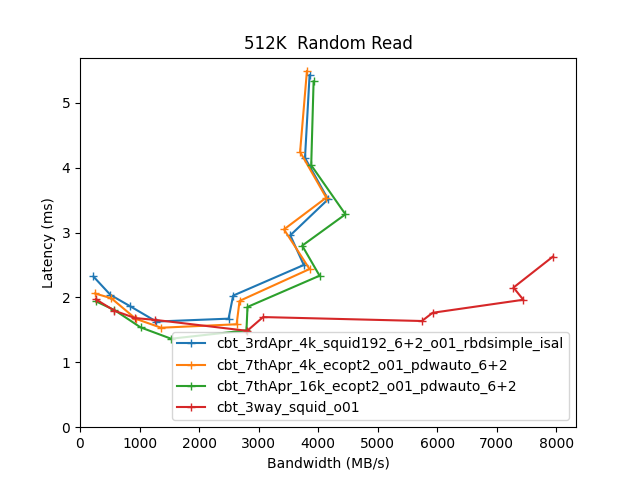 512K  Random Read
Latency (ms)
5
4
3
2
1
0
0 1000 2000 3000 4000 5000 6000 7000 8000
Bandwidth (MB/s)
cbt_3rdApr_4k_squid192_6+2_o01_rbdsimple_isal
cbt_7thApr_4k_ecopt2_o01_pdwauto_6+2
cbt_7thApr_16k_ecopt2_o01_pdwauto_6+2
cbt_3way_squid_o01